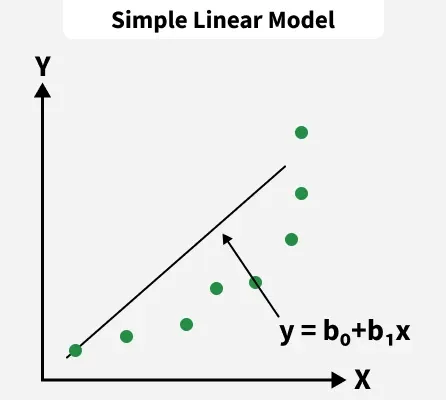 Simple Linear Model
Y
y = b₀+b₁x
X